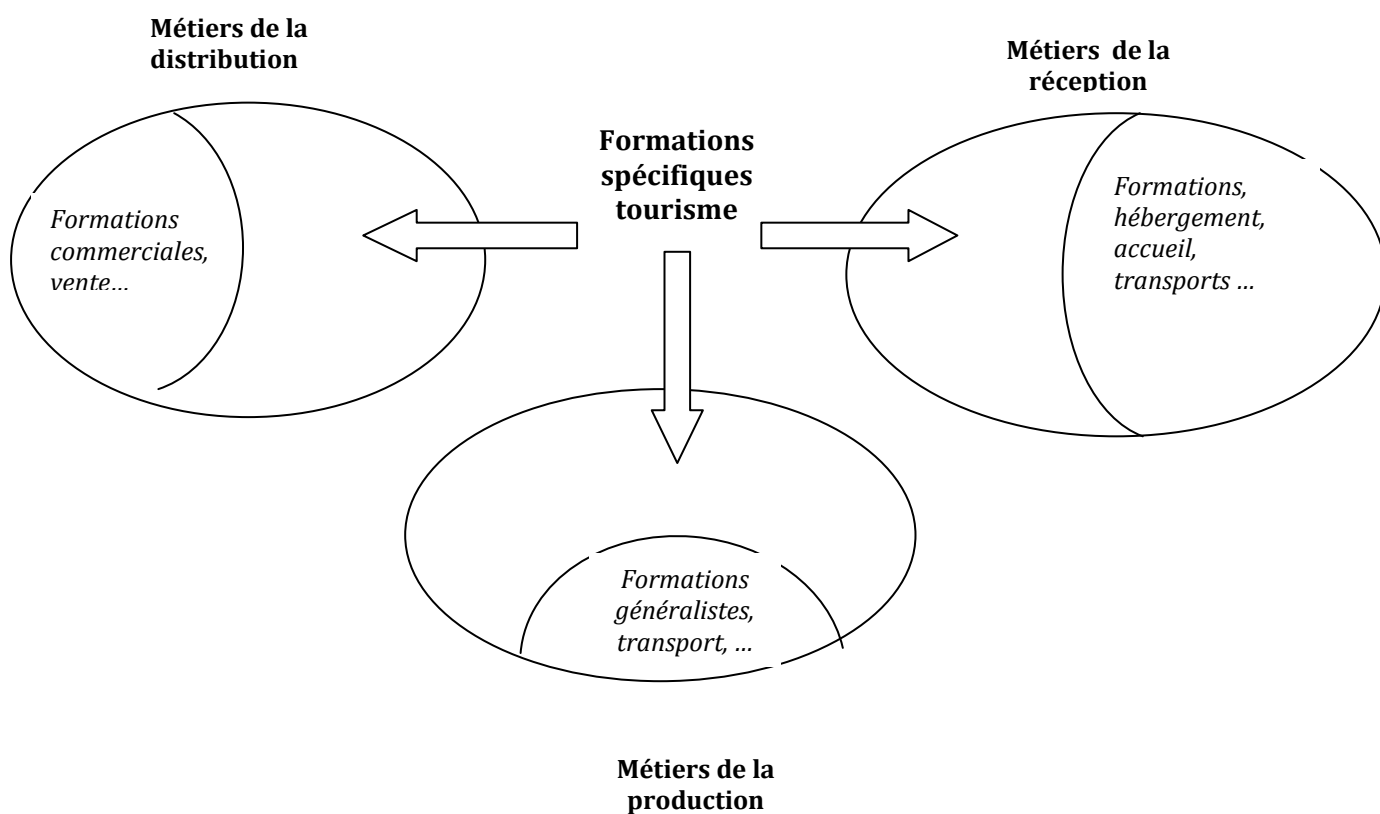 Métiers de la
distribution
Métiers de la
réception
Formations
spécifiques
tourisme
Formations
commerciales,
vente…
Formations,
hébergement,
accueil,
transports …
Formations
généralistes,
transport, …
Métiers de la
production